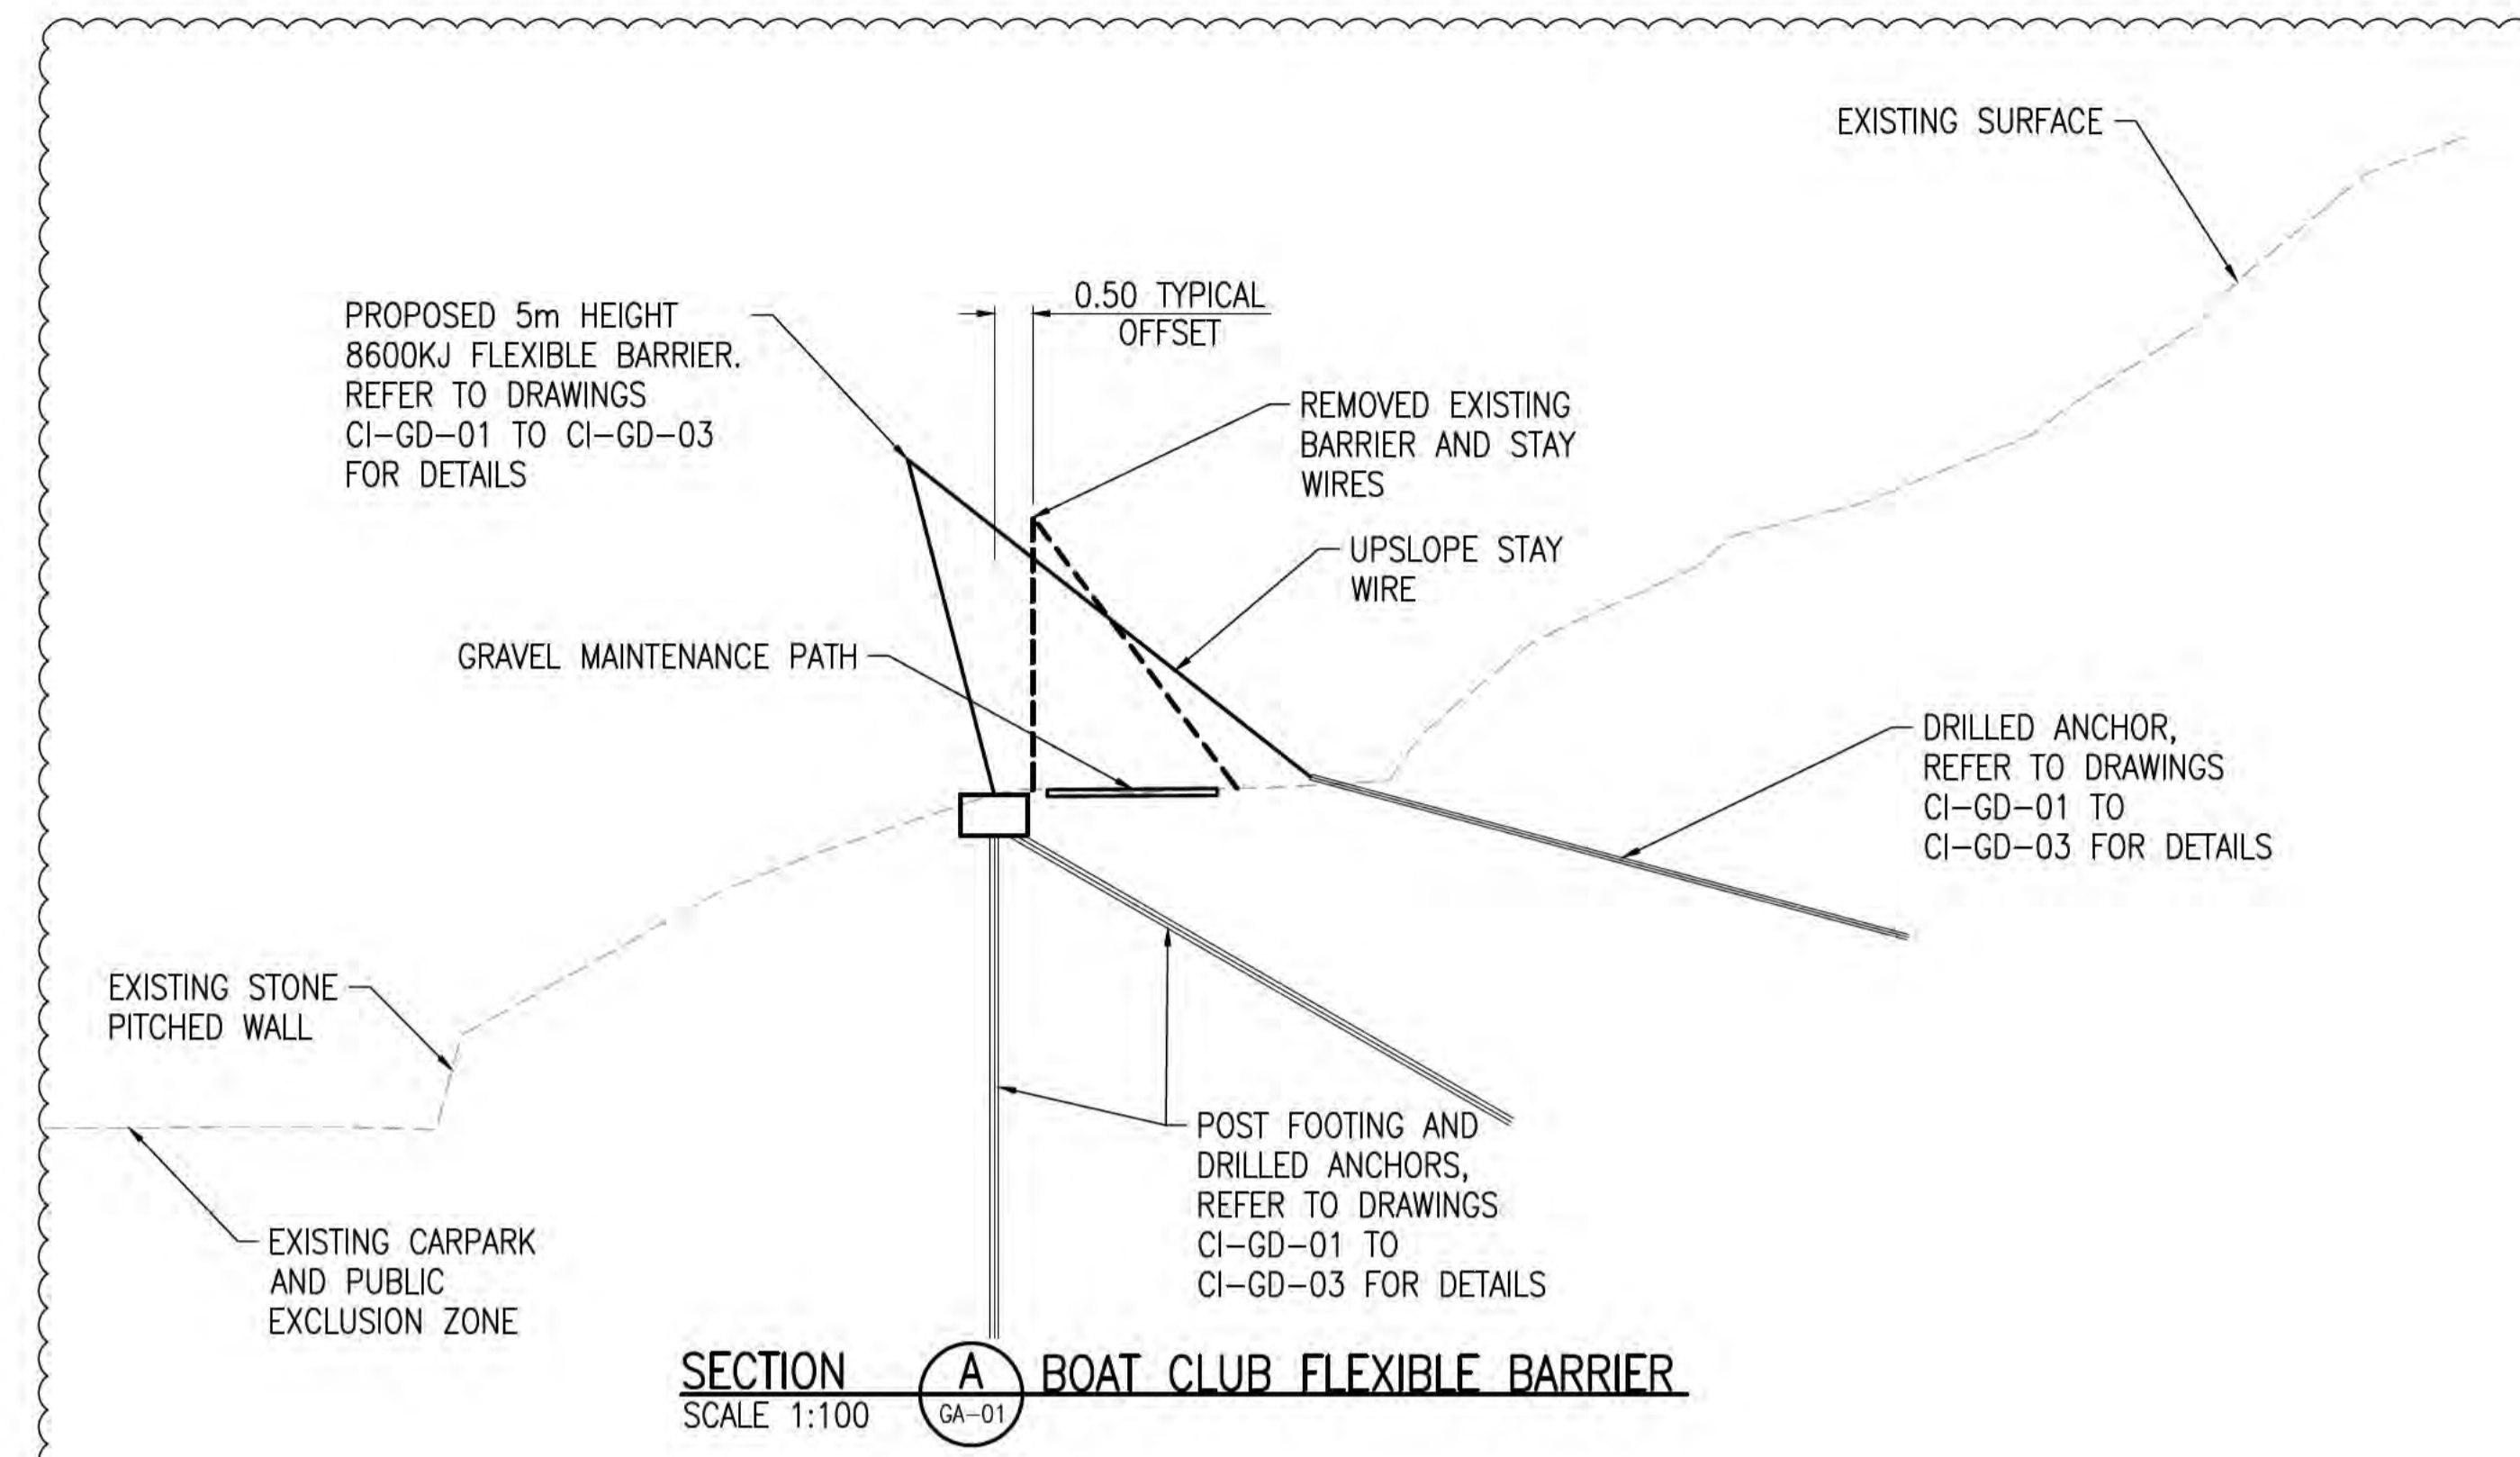 EXISTING SURFACE
PROPOSED 5m HEIGHT
8600KJ FLEXIBLE BARRIER.
REFER TO DRAWINGS
CI-GD-01 TO CI-GD-03
FOR DETAILS
0.50 TYPICAL
OFFSET
REMOVED EXISTING
BARRIER AND STAY
WIRES
UPSLOPE STAY
WIRE
GRAVEL MAINTENANCE PATH
DRILLED ANCHOR,
REFER TO DRAWINGS
CI-GD-01 TO
CI-GD-03 FOR DETAILS
EXISTING STONE
PITCHED WALL
POST FOOTING AND
DRILLED ANCHORS,
REFER TO DRAWINGS
CI-GD-01 TO
CI-GD-03 FOR DETAILS
EXISTING CARPARK
AND PUBLIC
EXCLUSION ZONE
SECTION A BOAT CLUB FLEXIBLE BARRIER
SCALE 1:100 GA-01